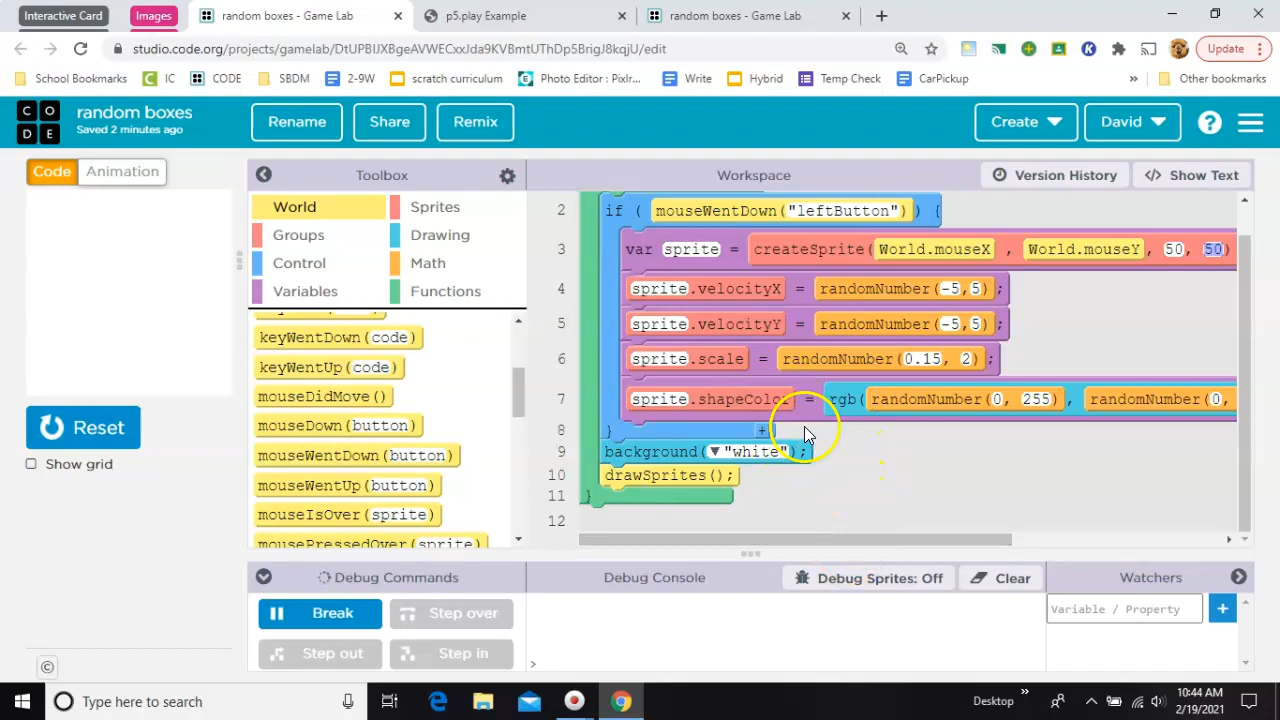 Interactive Card
Images
random boxes - Game Lab
p5.play Example
random boxes - Game Lab
studio.code.org/projects/gamelab/DtUPBIJXBgeAVWECxxJda9KVBmtUThDp5BrigJ8kqjU/edit
Update
School Bookmarks
IC
CODE
SBDM
2-9W
scratch curriculum
Photo Editor : Pixlr...
Write
Hybrid
Temp Check
CarPickup
»
Other bookmarks
C O
D E
random boxes
Saved 2 minutes ago
Rename
Share
Remix
Create
David
?
Code
Animation
Toolbox
Workspace
Version History
</> Show Text
World
Sprites
Groups
Drawing
Control
Math
Variables
Functions
keyWentDown(code)
keyWentUp(code)
mouseDidMove()
mouseDown(button)
mouseWentDown(button)
mouseWentUp(button)
mouseIsOver(sprite)
mousePressedOver(sprite)
2 if ( mouseWentDown("leftButton") ) {
3 var sprite = createSprite(World.mouseX , World.mouseY, 50, 50)
4 sprite.velocityX = randomNumber(-5,5);
5 sprite.velocityY = randomNumber(-5,5);
6 sprite.scale = randomNumber(0.15, 2);
7 sprite.shapeColor = rgb(randomNumber(0, 255), randomNumber(0,
8 } +
9 background("white");
10 drawSprites();
11 }
12
Reset
Show grid
Debug Commands
Debug Console
Debug Sprites: Off
Clear
Watchers
Break
Step over
Step out
Step in
Variable / Property
+
>
©
Type here to search
Desktop
»
10:44 AM
2/19/2021